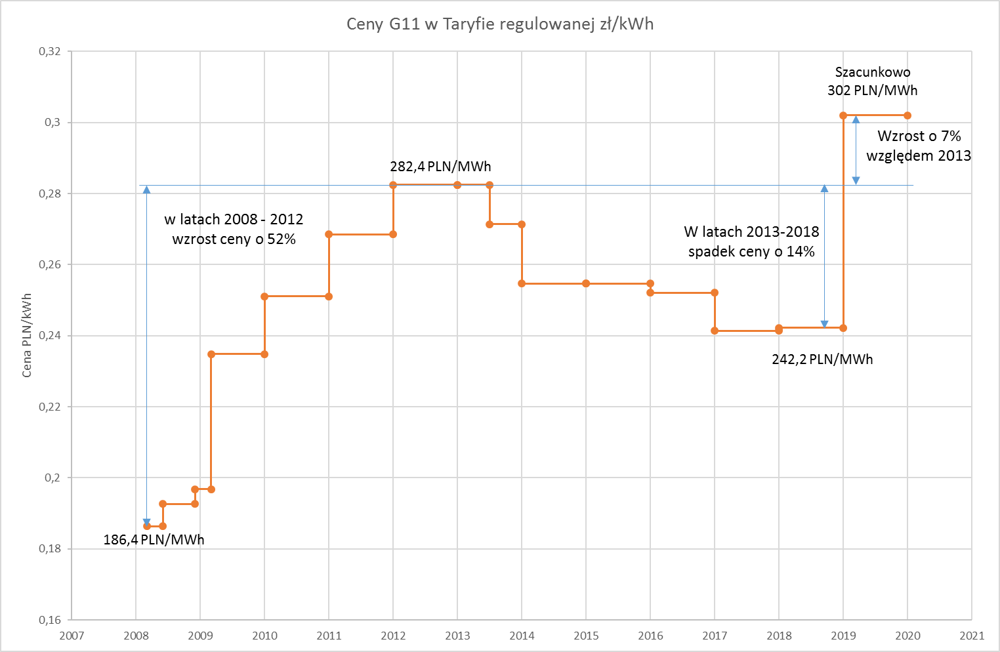 Ceny G11 w Taryfie regulowanej zł/kWh
0,32
0,3
0,28
0,26
0,24
0,22
0,2
0,18
0,16
Cena PLN/kWh
Szacunkowo
302 PLN/MWh
Wzrost o 7%
względem 2013
282,4 PLN/MWh
w latach 2008 - 2012
wzrost ceny o 52%
W latach 2013-2018
spadek ceny o 14%
242,2 PLN/MWh
186,4 PLN/MWh
2007 2008 2009 2010 2011 2012 2013 2014 2015 2016 2017 2018 2019 2020 2021